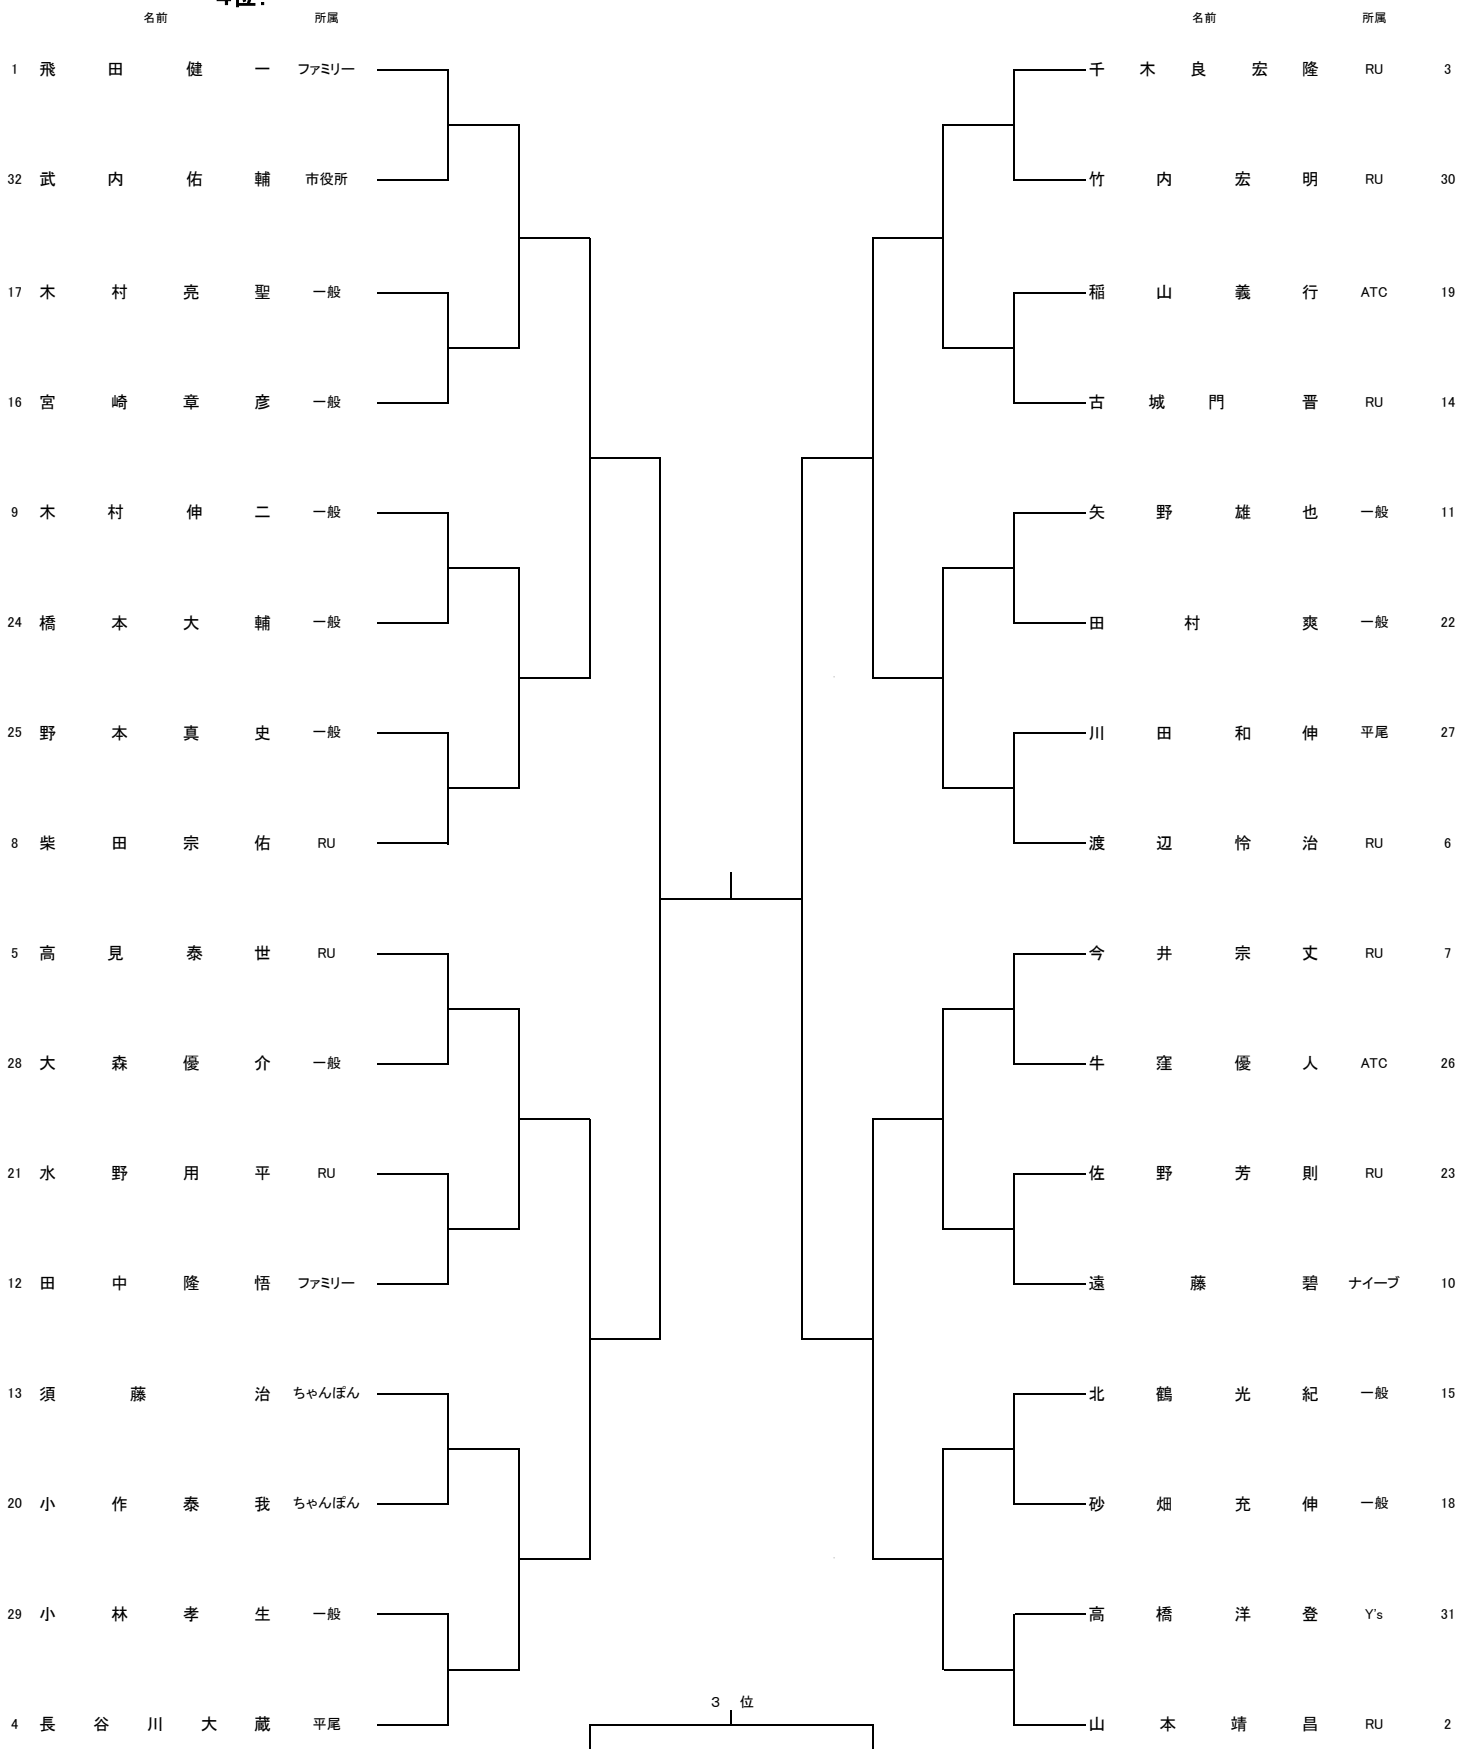 4位:
名前 所属 名前 所属
1 飛田健一 ファミリー 千木良宏隆 RU 3
32 武内佑輔 市役所 竹内宏明 RU 30
17 木村亮聖 一般 稲山義行 ATC 19
16 宮崎章彦 一般 古城門晋 RU 14
9 木村伸二 一般 矢野雄也 一般 11
24 橋本大輔 一般 田村爽 一般 22
25 野本真史 一般 川田和伸 平尾 27
8 柴田宗佑 RU 渡辺怜治 RU 6
5 高見泰世 RU 今井宗丈 RU 7
28 大森優介 一般 牛窪優人 ATC 26
21 水野用平 RU 佐野芳則 RU 23
12 田中隆悟 ファミリー 遠藤碧 ナイーブ 10
13 須藤治 ちゃんぽん 北鶴光紀 一般 15
20 小作泰我 ちゃんぽん 砂畑充伸 一般 18
29 小林孝生 一般 高橋洋登 Y's 31
3 位
4 長谷川大蔵 平尾 山本靖昌 RU 2